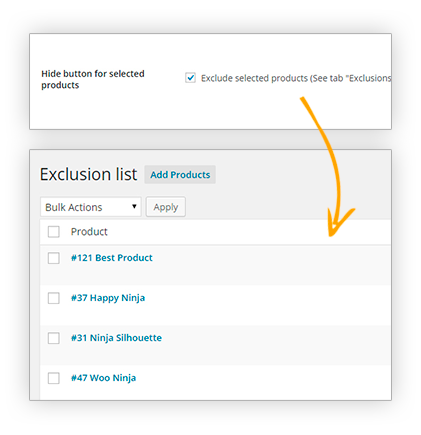 Hide button for selected
products
Exclude selected products (See tab "Exclusions
Exclusion list
Add Products
Bulk Actions
Apply
Product
#121 Best Product
#37 Happy Ninja
#31 Ninja Silhouette
#47 Woo Ninja